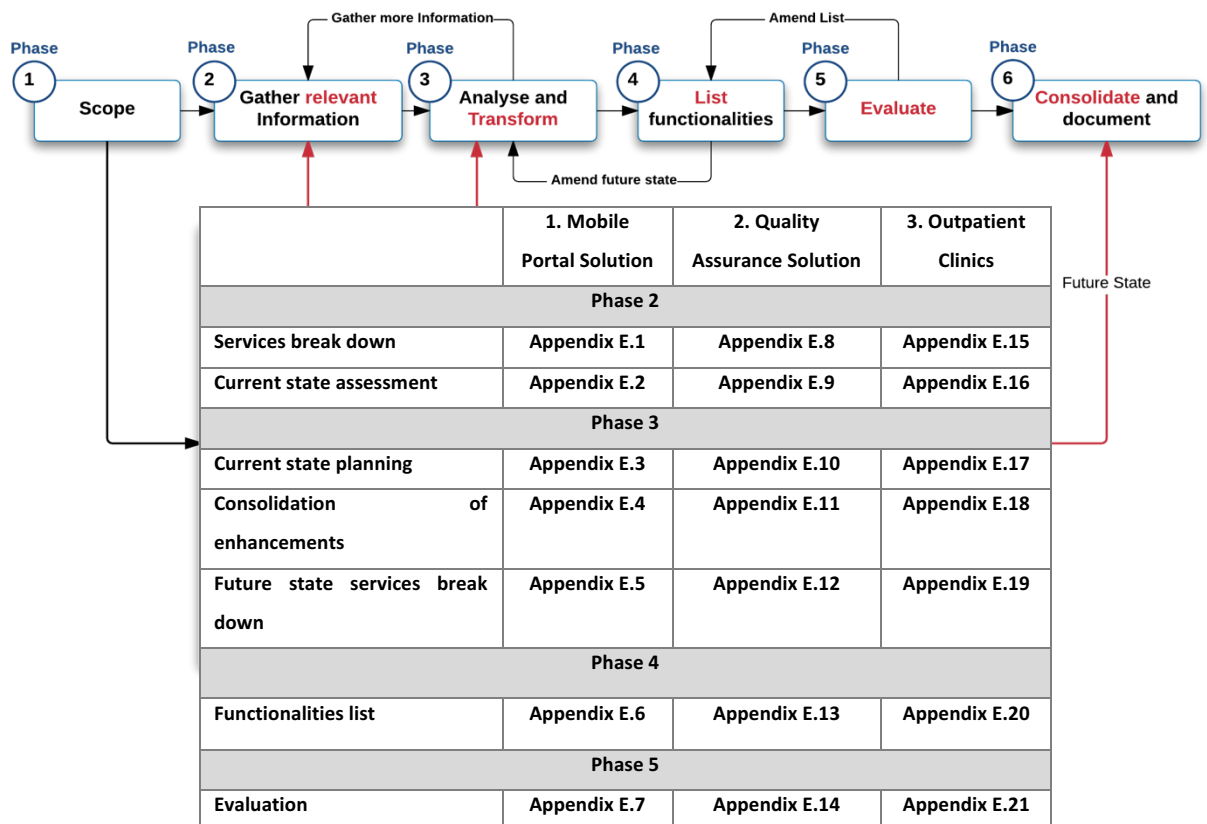 Gather more Information
Amend List
Phase
1
Scope
Phase
2
Gather relevant
Information
Phase
3
Analyse and
Transform
Phase
4
List
functionalities
Phase
5
Evaluate
Phase
6
Consolidate and
document
Amend future state
Future State
1. Mobile
Portal Solution
2. Quality
Assurance Solution
3. Outpatient
Clinics
Phase 2
Services break down Appendix E.1 Appendix E.8 Appendix E.15
Current state assessment Appendix E.2 Appendix E.9 Appendix E.16
Phase 3
Current state planning Appendix E.3 Appendix E.10 Appendix E.17
Consolidation of Appendix E.4 Appendix E.11 Appendix E.18
enhancements
Future state services break Appendix E.5 Appendix E.12 Appendix E.19
down
Phase 4
Functionalities list Appendix E.6 Appendix E.13 Appendix E.20
Phase 5
Evaluation Appendix E.7 Appendix E.14 Appendix E.21